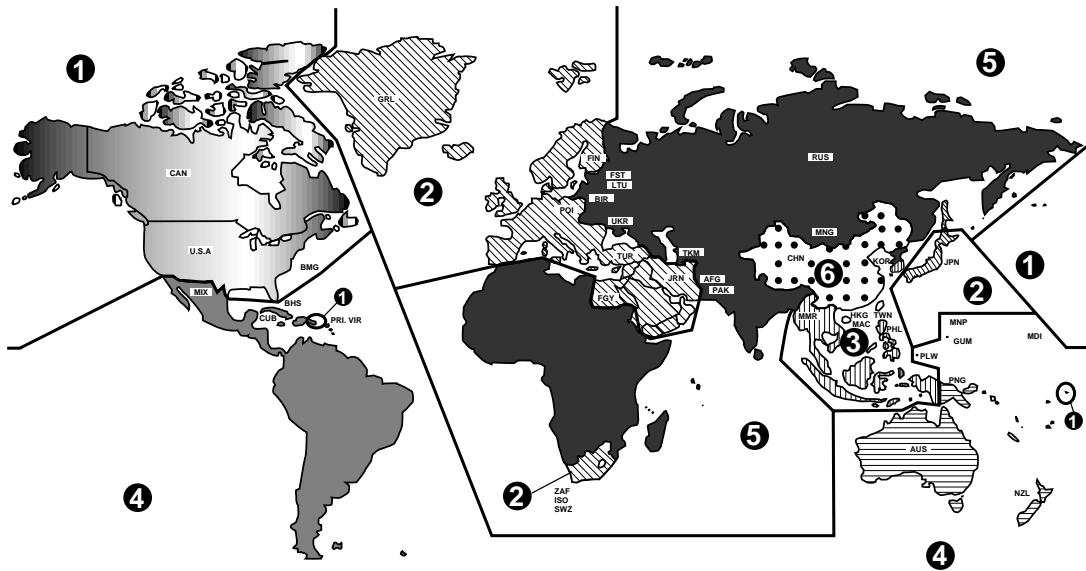 1
5
GRL
FIN
RUS
CAN
2
FST
LTU
BIR
POI
UKR
MNG
U.S.A
TUR
TKM
CHN
KOR
JPN
BMG
6
1
JRN
AFG
2
MIX
PAK
FGY
BHS
1
MMR
HKG
TWN
MNP
CUB
PRI. VIR
MAC
PHL
3
GUM
MDI
PLW
PNG
1
5
AUS
4
2
ZAF
ISO
SWZ
NZL
4